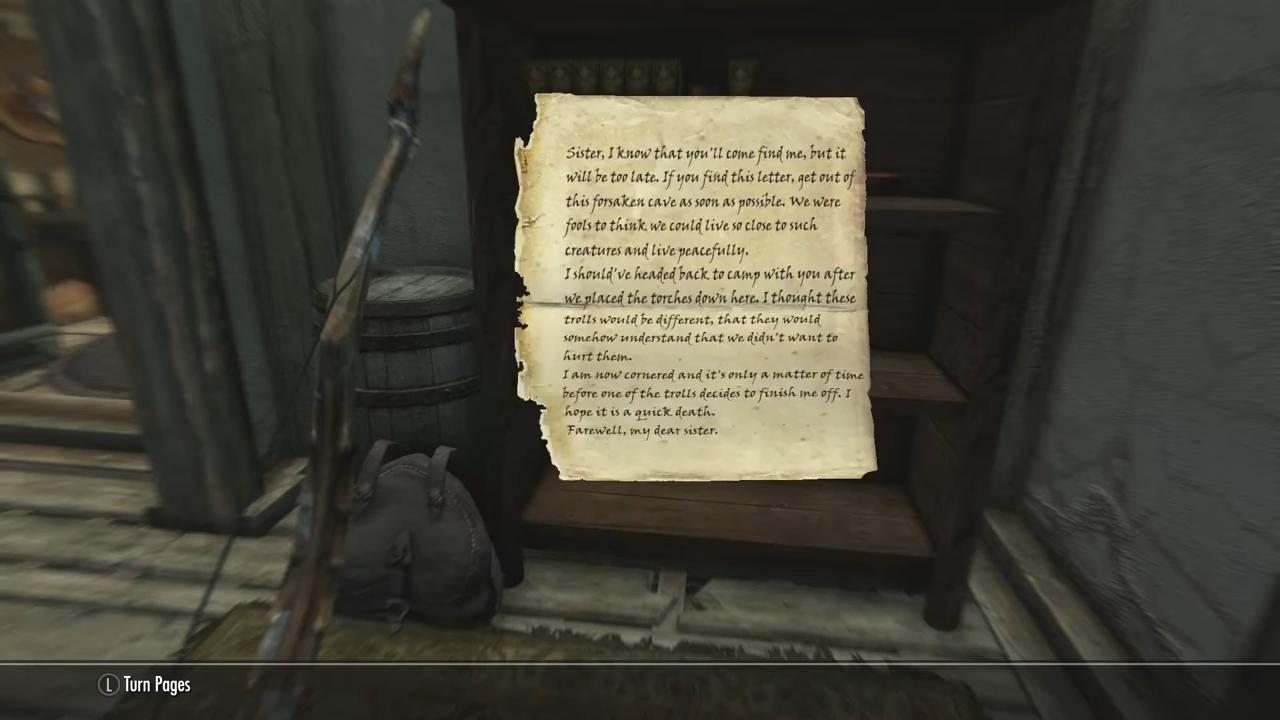 Sister, I know that you'll come find me, but it
will be too late. If you find this letter, get out of
this forsaken cave as soon as possible. We were
fools to think we could live so close to such
creatures and live peacefully.
I should've headed back to camp with you after
we placed the torches down here. I thought these
trolls would be different, that they would
somehow understand that we didn't want to
hurt them.
I am now cornered and it's only a matter of time
before one of the trolls decides to finish me off. I
hope it is a quick death.
Farewell, my dear sister.
L Turn Pages